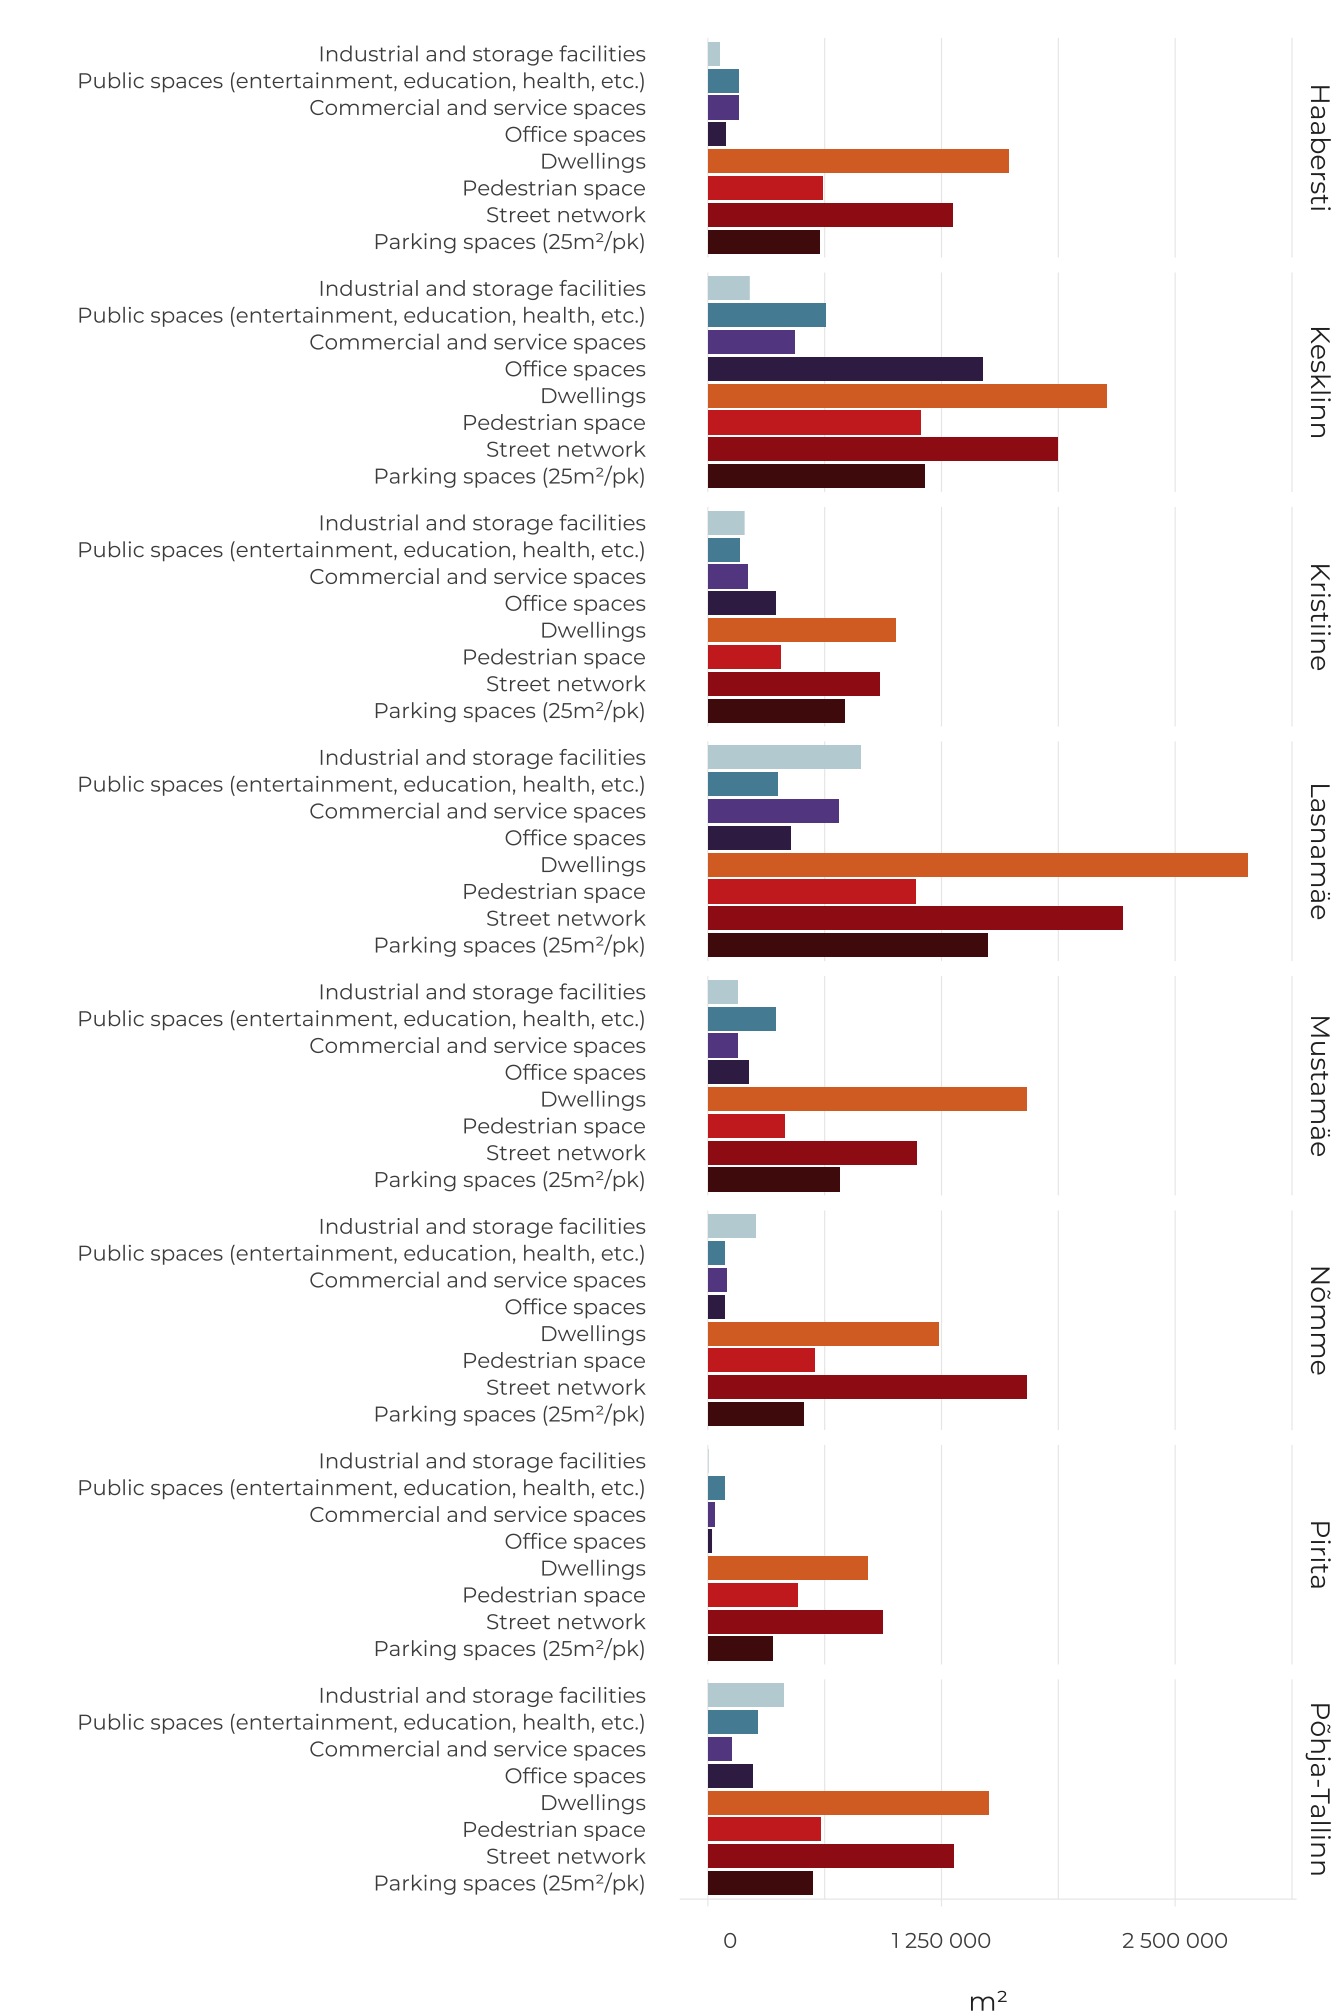 Industrial and storage facilities
Public spaces (entertainment, education, health, etc.)
Commercial and service spaces
Office spaces
Dwellings
Pedestrian space
Street network
Parking spaces (25m²/pk)
Haabersti
Industrial and storage facilities
Public spaces (entertainment, education, health, etc.)
Commercial and service spaces
Office spaces
Dwellings
Pedestrian space
Street network
Parking spaces (25m²/pk)
Kesklinn
Industrial and storage facilities
Public spaces (entertainment, education, health, etc.)
Commercial and service spaces
Office spaces
Dwellings
Pedestrian space
Street network
Parking spaces (25m²/pk)
Kristiine
Industrial and storage facilities
Public spaces (entertainment, education, health, etc.)
Commercial and service spaces
Office spaces
Dwellings
Pedestrian space
Street network
Parking spaces (25m²/pk)
Lasnamäe
Industrial and storage facilities
Public spaces (entertainment, education, health, etc.)
Commercial and service spaces
Office spaces
Dwellings
Pedestrian space
Street network
Parking spaces (25m²/pk)
Mustamäe
Industrial and storage facilities
Public spaces (entertainment, education, health, etc.)
Commercial and service spaces
Office spaces
Dwellings
Pedestrian space
Street network
Parking spaces (25m²/pk)
Nõmme
Industrial and storage facilities
Public spaces (entertainment, education, health, etc.)
Commercial and service spaces
Office spaces
Dwellings
Pedestrian space
Street network
Parking spaces (25m²/pk)
Pirita
Industrial and storage facilities
Public spaces (entertainment, education, health, etc.)
Commercial and service spaces
Office spaces
Dwellings
Pedestrian space
Street network
Parking spaces (25m²/pk)
Põhja-Tallinn
0 1 250 000 2 500 000
m²